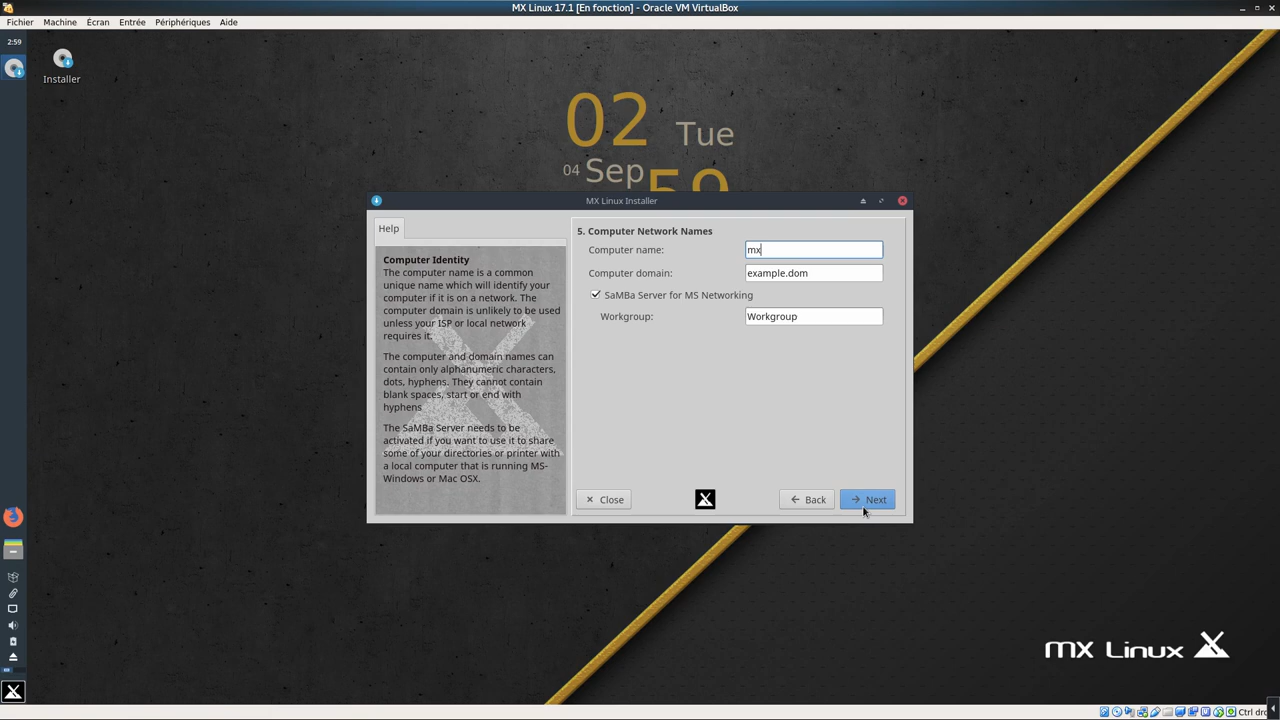 MX Linux 17.1 [En fonction] - Oracle VM VirtualBox
Fichier Machine Écran Entrée Périphériques Aide
2:59
Installer
02 Tue
04 Sep
59
MX Linux Installer
Help
Computer Identity
The computer name is a common
unique name which will identify your
computer if it is on a network. The
computer domain is unlikely to be used
unless your ISP or local network
requires it.
The computer and domain names can
contain only alphanumeric characters,
dots, hyphens. They cannot contain
blank spaces, start or end with
hyphens
The SaMBa Server needs to be
activated if you want to use it to share
some of your directories or printer with
a local computer that is running MS-
Windows or Mac OSX.
5. Computer Network Names
Computer name: mx
Computer domain: example.dom
SaMBa Server for MS Networking
Workgroup: Workgroup
Close
Back
Next
mx Linux
Ctrl